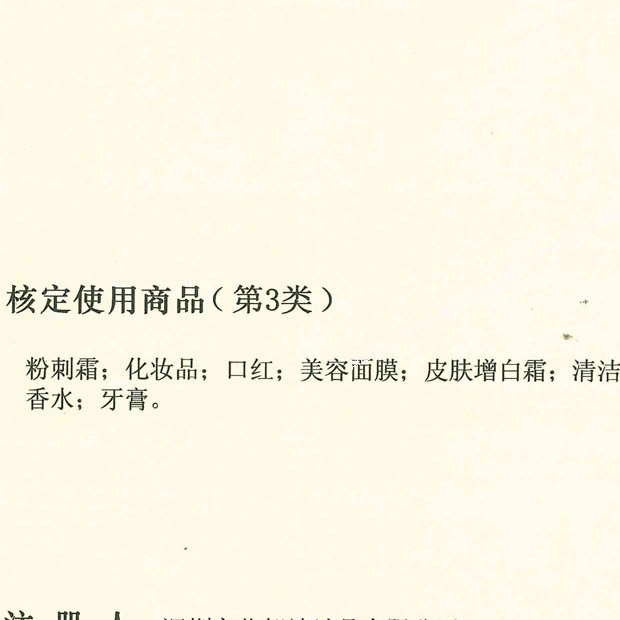 核定使用商品（第3类）
粉刺霜；化妆品；口红；美容面膜；皮肤增白霜；清洁
香水；牙膏。
注 册 人